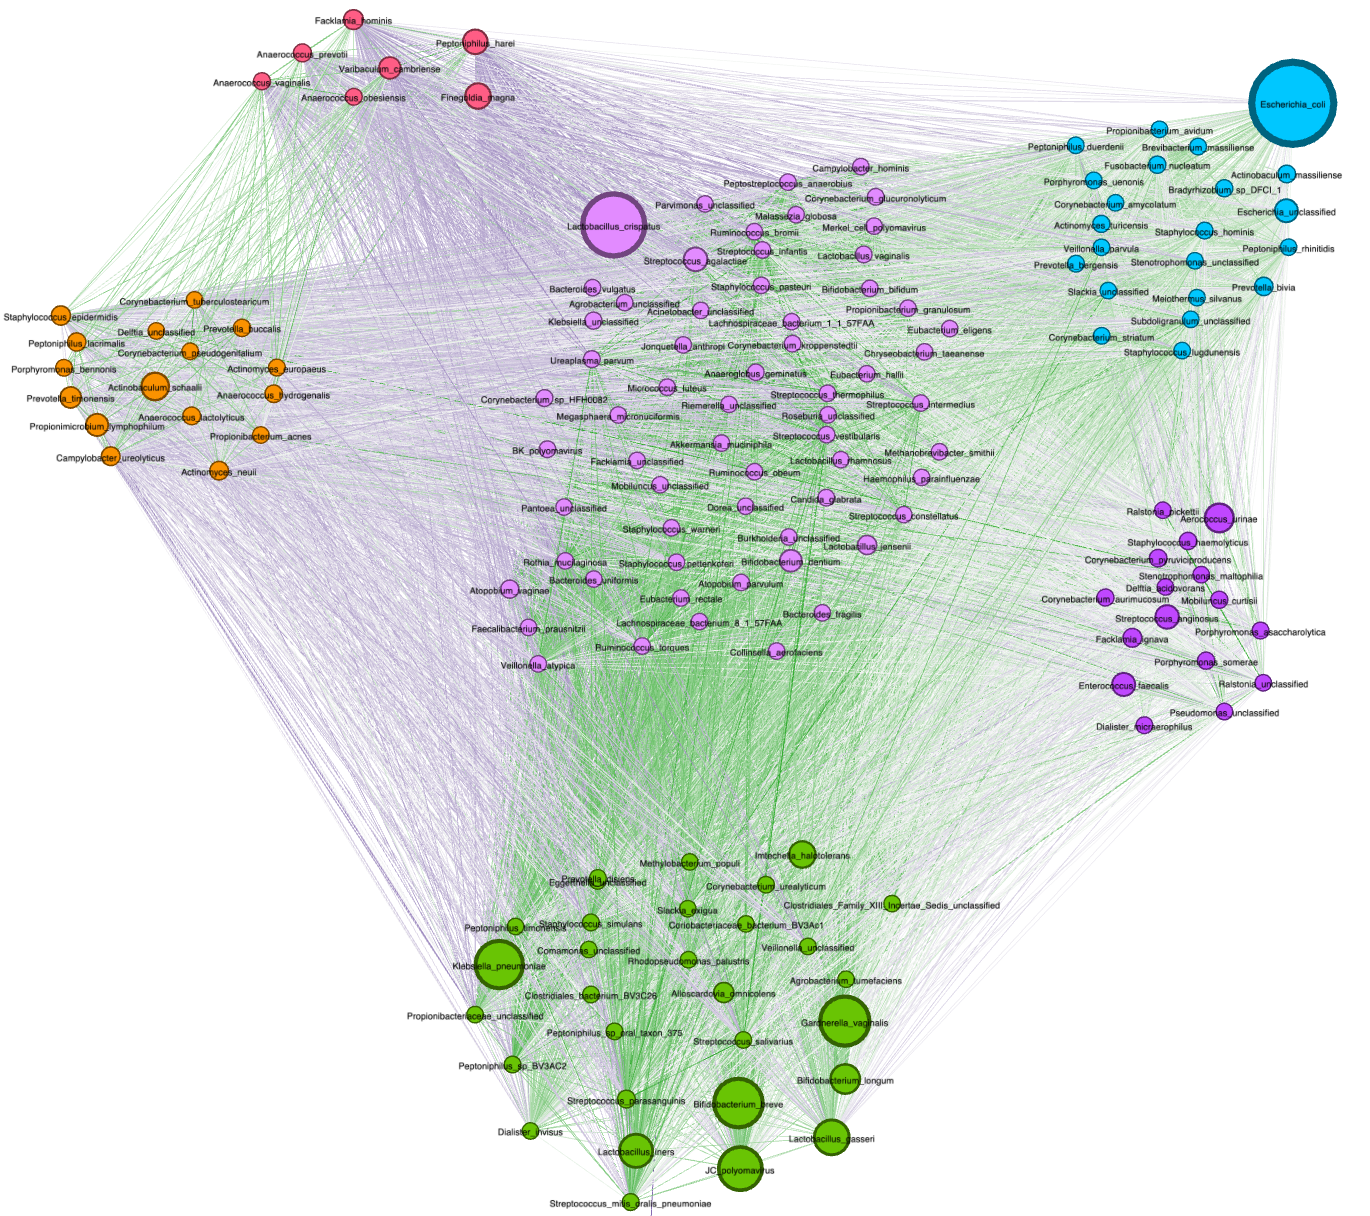 Facklamia_hominis
Peptoniphilus_harei
Anaerococcus_prevotii
Varibaculum_cambriense
Anaerococcus_vaginalis
Anaerococcus_obesiensis
Finegoldia_magna
Escherichia_coli
Propionibacterium_avidum
Peptoniphilus_duerdenii
Brevibacterium_massiliense
Fusobacterium_nucleatum
Actinobaculum_massiliense
Porphyromonas_uenonis
Bradyrhizobium_sp_DFCI_1
Corynebacterium_amycolatum
Escherichia_unclassified
Actinomyces_turicensis
Staphylococcus_hominis
Veillonella_parvula
Peptoniphilus_rhinitidis
Prevotella_bergensis
Stenotrophomonas_unclassified
Slackia_unclassified
Prevotella_bivia
Meiothermus_silvanus
Subdoligranulum_unclassified
Corynebacterium_striatum
Staphylococcus_lugdunensis
Campylobacter_hominis
Peptostreptococcus_anaerobius
Corynebacterium_glucuronolyticum
Parvimonas_unclassified
Malassezia_globosa
Lactobacillus_crispatus
Ruminococcus_bromii
Merkel_cell_polyomavirus
Streptococcus_infantis
Lactobacillus_vaginalis
Streptococcus_agalactiae
Bacteroides_vulgatus
Staphylococcus_pasteuri
Bifidobacterium_bifidum
Agrobacterium_unclassified
Acinetobacter_unclassified
Propionibacterium_granulosum
Klebsiella_unclassified
Lachnospiraceae_bacterium_1_1_57FAA
Eubacterium_eligens
Jonquetella_anthropi
Corynebacterium_kroppenstedtii
Chryseobacterium_taeanense
Ureaplasma_parvum
Anaeroglobus_geminatus
Eubacterium_hallii
Micrococcus_luteus
Streptococcus_thermophilus
Corynebacterium_sp_HFH0082
Riemerella_unclassified
Streptococcus_intermedius
Megasphaera_micronuciformis
Roseburia_unclassified
Streptococcus_vestibularis
Akkermansia_muciniphila
BK_polyomavirus
Methanobrevibacter_smithii
Facklamia_unclassified
Lactobacillus_rhamnosus
Ruminococcus_obeum
Haemophilus_parainfluenzae
Mobiluncus_unclassified
Candida_glabrata
Pantoea_unclassified
Dorea_unclassified
Streptococcus_constellatus
Staphylococcus_warneri
Burkholderia_unclassified
Lactobacillus_jensenii
Rothia_mucilaginosa
Staphylococcus_pettenkoferi
Bifidobacterium_dentium
Bacteroides_uniformis
Atopobium_parvulum
Atopobium_vaginae
Eubacterium_rectale
Bacteroides_fragilis
Faecalibacterium_prausnitzii
Lachnospiraceae_bacterium_8_1_57FAA
Ruminococcus_torques
Collinsella_aerofaciens
Veillonella_atypica
Corynebacterium_tuberculostearicum
Staphylococcus_epidermidis
Delftia_unclassified
Prevotella_buccalis
Peptoniphilus_lacrimalis
Corynebacterium_pseudogenitalium
Porphyromonas_bennonis
Actinomyces_europaeus
Actinobaculum_schaalii
Anaerococcus_hydrogenalis
Prevotella_timonensis
Anaerococcus_lactolyticus
Propionimicrobium_lymphophilum
Propionibacterium_acnes
Campylobacter_ureolyticus
Actinomyces_neuii
Ralstonia_pickettii
Aerococcus_urinae
Staphylococcus_haemolyticus
Corynebacterium_pyruviciproducens
Stenotrophomonas_maltophilia
Delftia_acidovorans
Corynebacterium_aurimucosum
Mobiluncus_curtisii
Streptococcus_anginosus
Porphyromonas_asaccharolytica
Facklamia_ignava
Porphyromonas_somerae
Enterococcus_faecalis
Ralstonia_unclassified
Pseudomonas_unclassified
Dialister_micraerophilus
Imtechella_halotolerans
Methylobacterium_populi
Prevotella_disiens
Eggerthella_unclassified
Corynebacterium_urealyticum
Clostridiales_Family_XIII_Incertae_Sedis_unclassified
Slackia_exigua
Staphylococcus_simulans
Coriobacteriaceae_bacterium_BV3Ac1
Peptoniphilus_timonensis
Comamonas_unclassified
Veillonella_unclassified
Klebsiella_pneumoniae
Rhodopseudomonas_palustris
Agrobacterium_tumefaciens
Clostridiales_bacterium_BV3C26
Alloscardovia_omnicolens
Propionibacteriaceae_unclassified
Gardnerella_vaginalis
Peptoniphilus_sp_oral_taxon_375
Streptococcus_salivarius
Peptoniphilus_sp_BV3AC2
Bifidobacterium_longum
Streptococcus_parasanguinis
Bifidobacterium_breve
Dialister_invisus
Lactobacillus_gasseri
Lactobacillus_iners
JC_polyomavirus
Streptococcus_mitis_oralis_pneumoniae